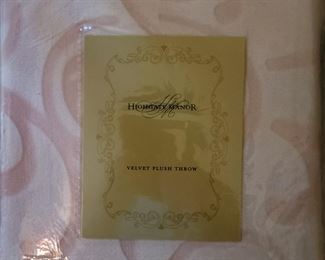 HIGHGATE MANOR
VELVET PLUSH THROW